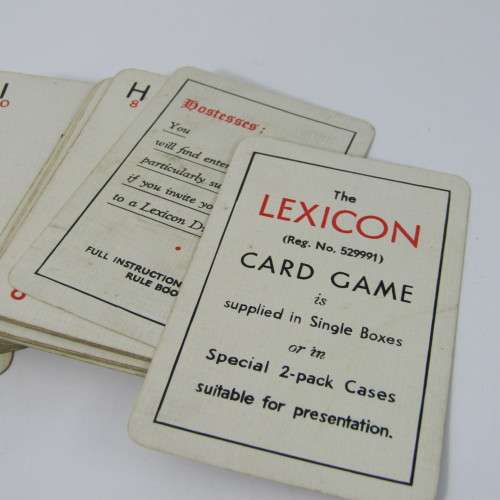 I
0
H
8
Hostesses:
You
will find enter
particularly su
if you invite yo
to a Lexicon D
FULL INSTRUCTION
RULE BOO
The
LEXICON
(Reg. No. 529991)
CARD GAME
is
supplied in Single Boxes
or in
Special 2-pack Cases
suitable for presentation.